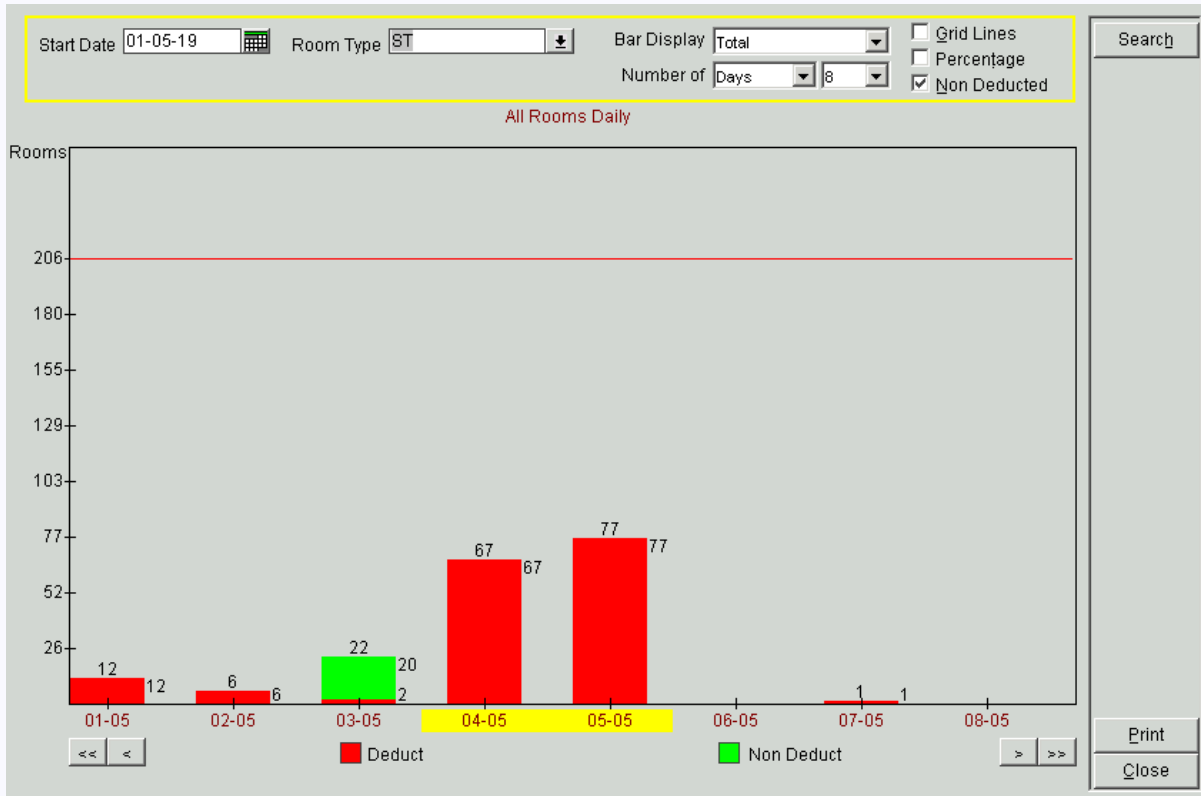 Start Date 01-05-19 Room Type ST Bar Display Total Grid Lines Search
Percentage
Number of Days 8 Non Deducted
All Rooms Daily
Rooms
206
180
155
129
103
77
52
26
12 12
6 6
22 20 2
67 67
77 77
1 1
01-05 02-05 03-05 04-05 05-05 06-05 07-05 08-05
<< < Deduct Non Deduct > >>
Print
Close